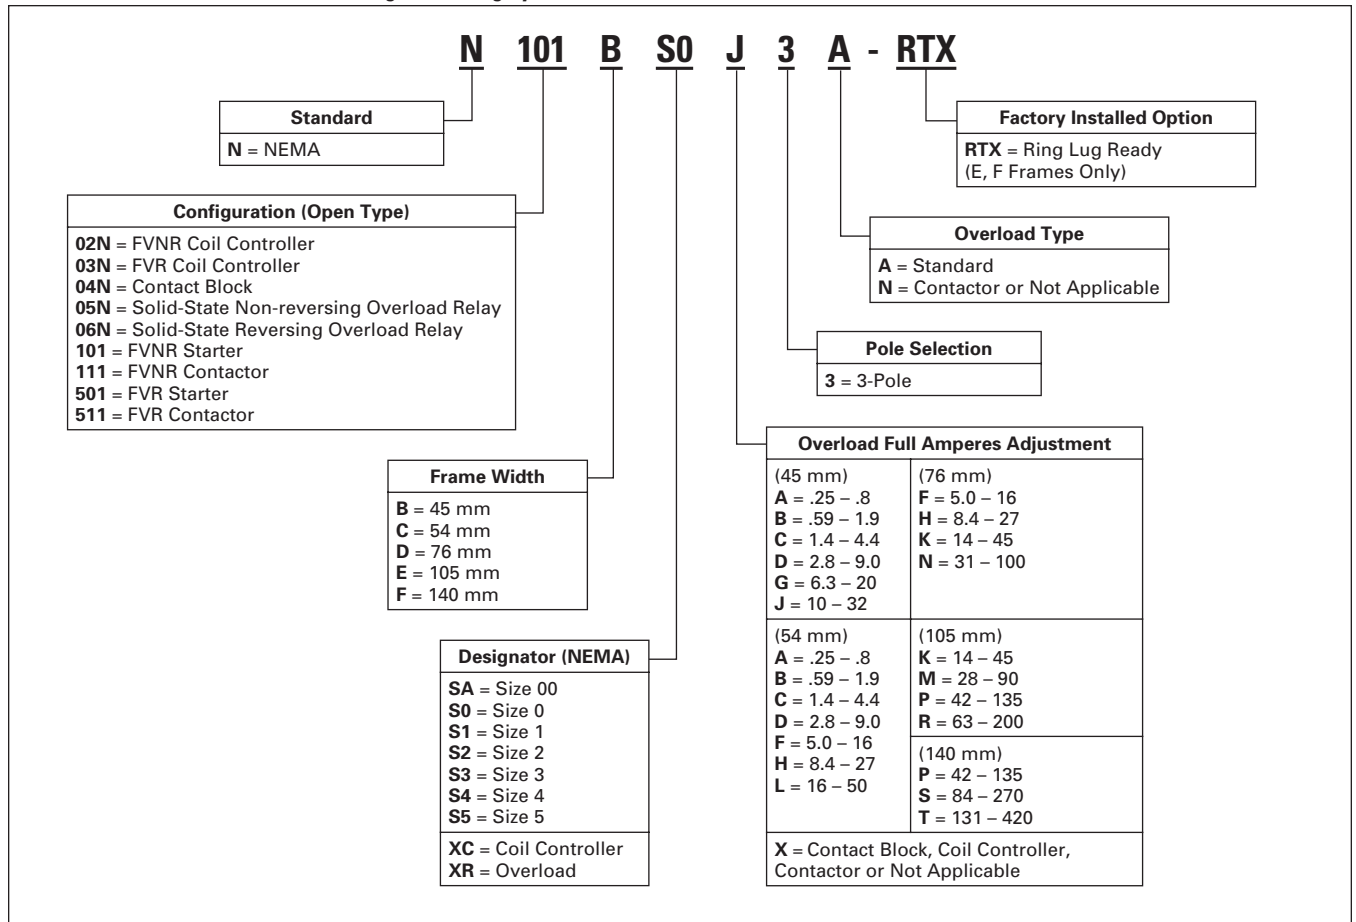 N 101 B S0 J 3 A - RTX
Standard
N = NEMA
Factory Installed Option
RTX = Ring Lug Ready
(E, F Frames Only)
Configuration (Open Type)
02N = FVNR Coil Controller
03N = FVR Coil Controller
04N = Contact Block
05N = Solid-State Non-reversing Overload Relay
06N = Solid-State Reversing Overload Relay
101 = FVNR Starter
111 = FVNR Contactor
501 = FVR Starter
511 = FVR Contactor
Overload Type
A = Standard
N = Contactor or Not Applicable
Pole Selection
3 = 3-Pole
Frame Width
B = 45 mm
C = 54 mm
D = 76 mm
E = 105 mm
F = 140 mm
Overload Full Amperes Adjustment
(45 mm)
A = .25 – .8
B = .59 – 1.9
C = 1.4 – 4.4
D = 2.8 – 9.0
G = 6.3 – 20
J = 10 – 32
(76 mm)
F = 5.0 – 16
H = 8.4 – 27
K = 14 – 45
N = 31 – 100
(54 mm)
A = .25 – .8
B = .59 – 1.9
C = 1.4 – 4.4
D = 2.8 – 9.0
F = 5.0 – 16
H = 8.4 – 27
L = 16 – 50
(105 mm)
K = 14 – 45
M = 28 – 90
P = 42 – 135
R = 63 – 200
(140 mm)
P = 42 – 135
S = 84 – 270
T = 131 – 420
X = Contact Block, Coil Controller,
Contactor or Not Applicable
Designator (NEMA)
SA = Size 00
S0 = Size 0
S1 = Size 1
S2 = Size 2
S3 = Size 3
S4 = Size 4
S5 = Size 5
XC = Coil Controller
XR = Overload